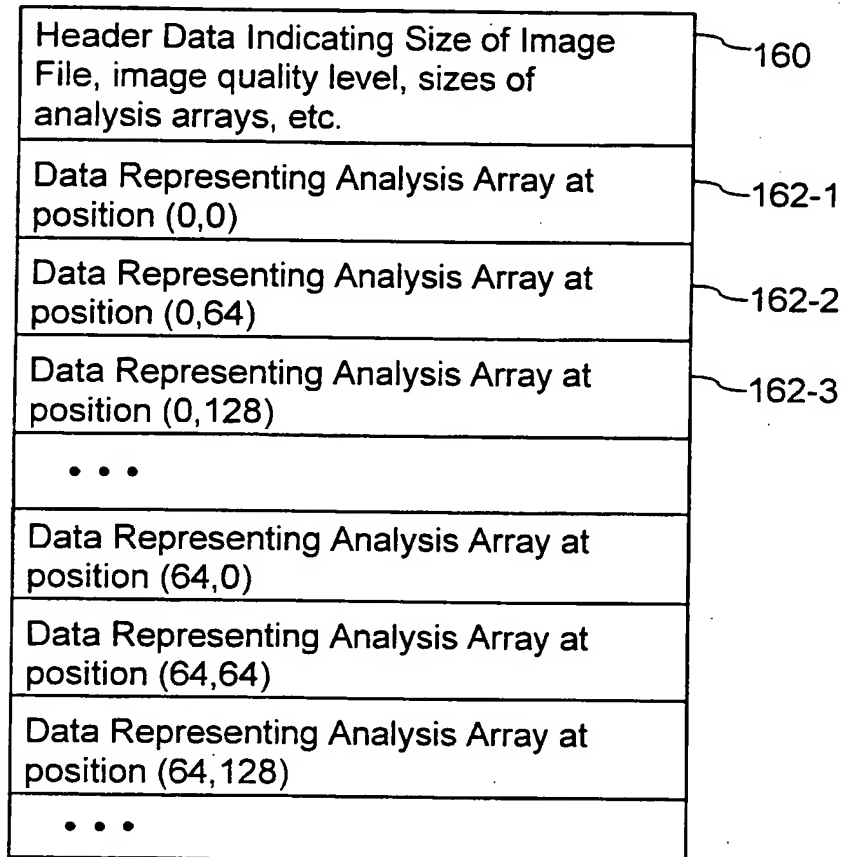 Header Data Indicating Size of Image
File, image quality level, sizes of
analysis arrays, etc.
160
Data Representing Analysis Array at
position (0,0)
162-1
Data Representing Analysis Array at
position (0,64)
162-2
Data Representing Analysis Array at
position (0,128)
162-3
• • •
Data Representing Analysis Array at
position (64,0)
Data Representing Analysis Array at
position (64,64)
Data Representing Analysis Array at
position (64,128)
• • •